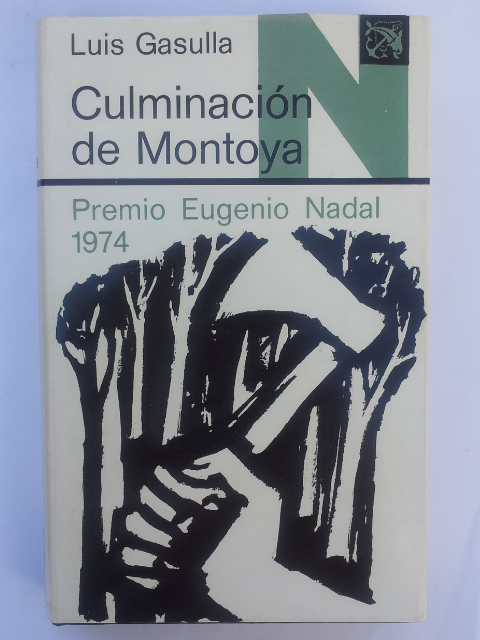 Luis Gasulla
Culminación
de Montoya
N
Premio Eugenio Nadal
1974